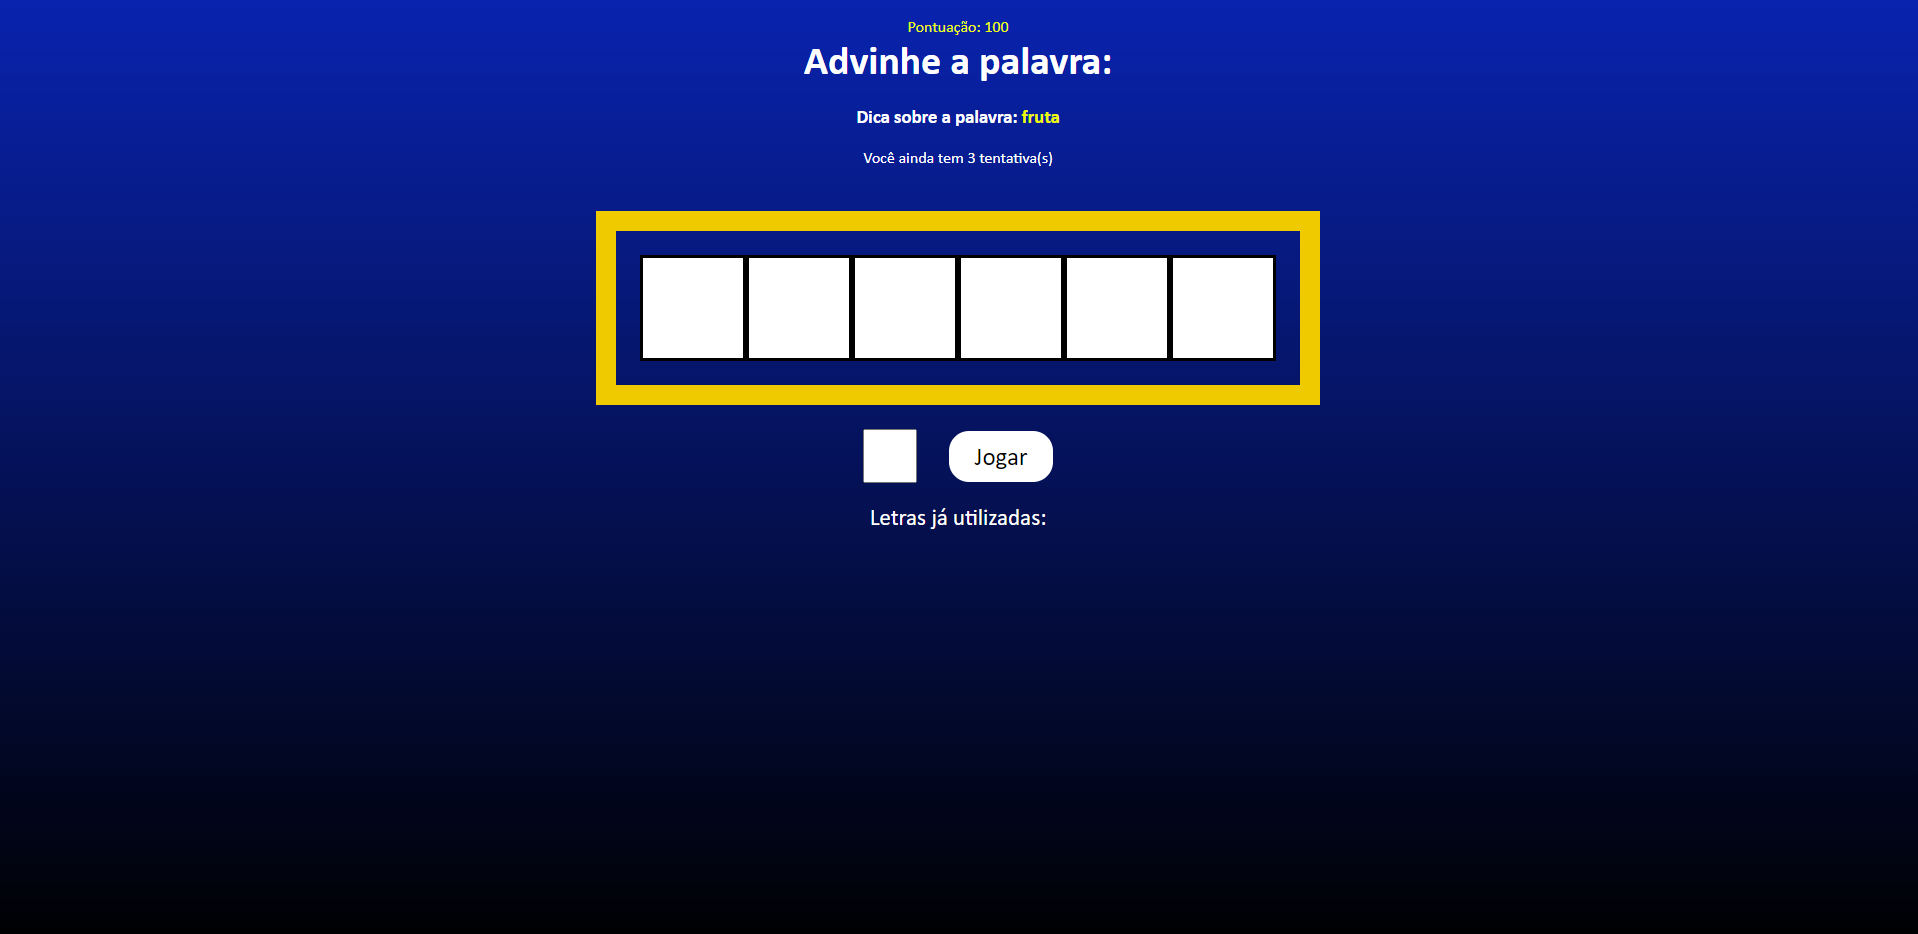 Pontuação: 100
Advinhe a palavra:
Dica sobre a palavra: fruta
Você ainda tem 3 tentativa(s)
Jogar
Letras já utilizadas: